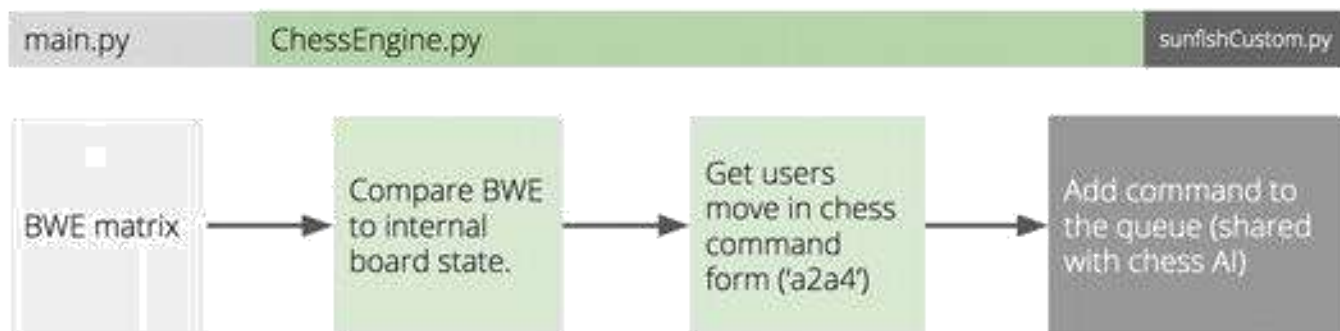 main.py
ChessEngine.py
sunfishCustom.py
BWE matrix
Compare BWE
to internal
board state.
Get users
move in chess
command
form (‘a2a4’)
Add command to
the queue (shared
with chess AI)